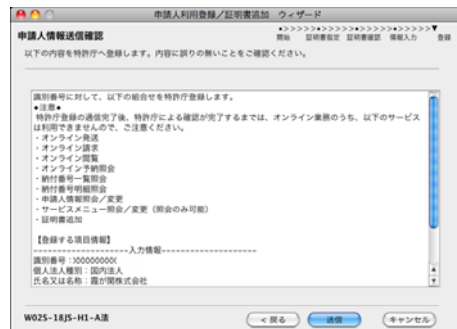 申請人利用登録／証明書追加 ウィザード
申請人情報送信確認
●>>>>>●>>>>>●>>>>>●>>>>>▼
開始 証明書指定 証明書確認 情報入力 登録
以下の内容を特許庁へ登録します。内容に誤りの無いことをご確認ください。
識別番号に対して、以下の組合せを特許庁登録します。
●注意●
特許庁登録の通信完了後、特許庁による確認が完了するまでは、オンライン業務のうち、以下のサービス
は利用できませんので、ご注意ください。
・オンライン発送
・オンライン請求
・オンライン閲覧
・オンライン予納照会
・納付番号一覧照会
・納付番号明細照会
・申請人情報照会／変更
・サービスメニュー照会／変更（照会のみ可能）
・証明書追加
【登録する項目情報】
--------------------入力情報--------------------
識別番号：XXXXXXXXX
個人法人種別：国内法人
氏名又は名称：霞が関株式会社
W02S-18JS-H1-A法
＜ 戻る
送信
キャンセル